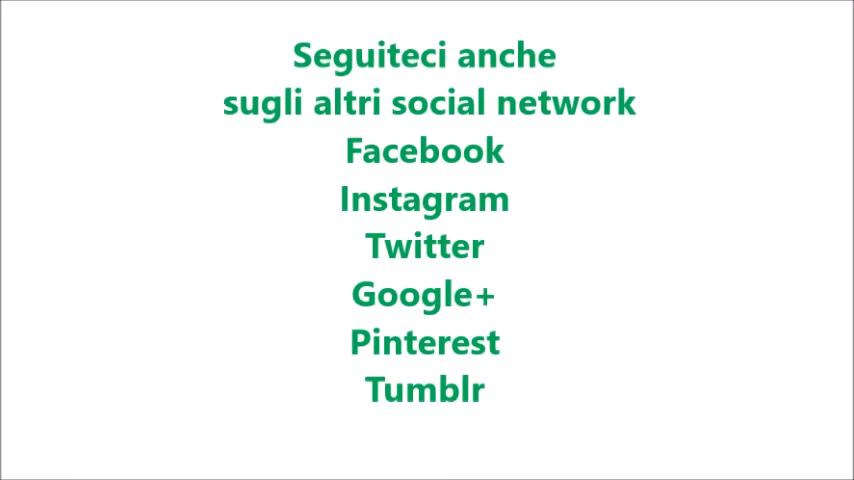 Seguiteci anche
sugli altri social network
Facebook
Instagram
Twitter
Google+
Pinterest
Tumblr